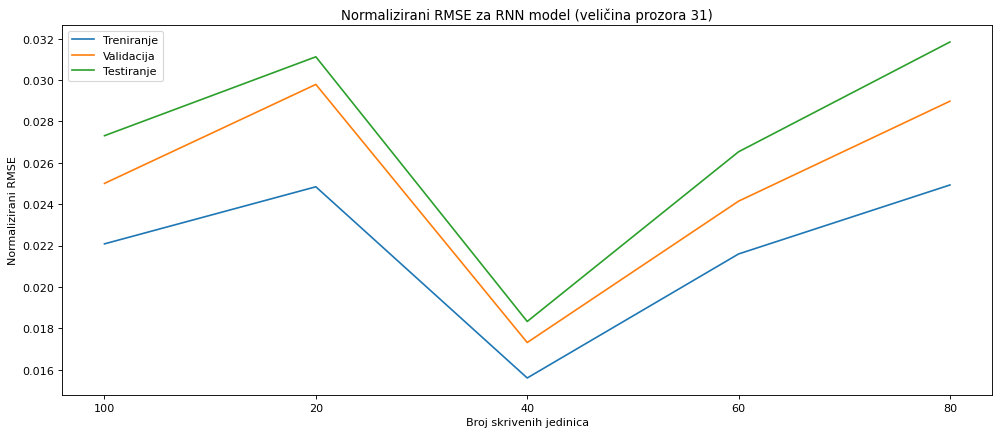 Normalizirani RMSE za RNN model (veličina prozora 31)
Treniranje
Validacija
Testiranje
Normalizirani RMSE
0.032
0.030
0.028
0.026
0.024
0.022
0.020
0.018
0.016
100 20 40 60 80
Broj skrivenih jedinica